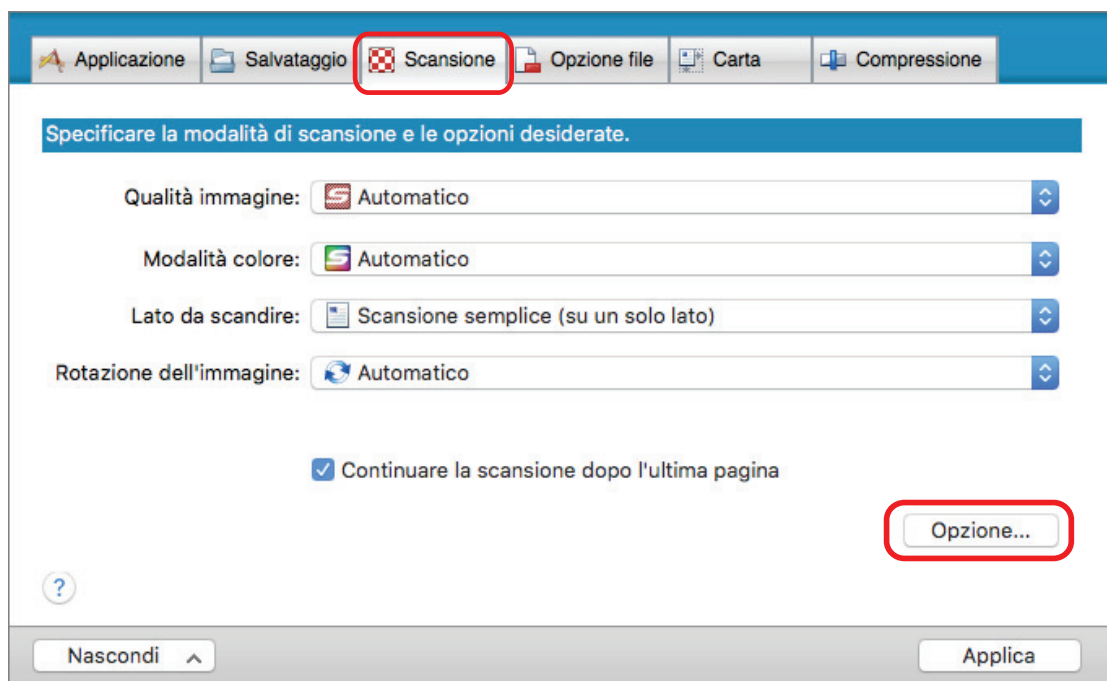 Applicazione Salvataggio Scansione Opzione file Carta Compressione
Specificare la modalità di scansione e le opzioni desiderate.
Qualità immagine: Automatico
Modalità colore: Automatico
Lato da scandire: Scansione semplice (su un solo lato)
Rotazione dell'immagine: Automatico
Continuare la scansione dopo l'ultima pagina
Opzione...
?
Nascondi Applica